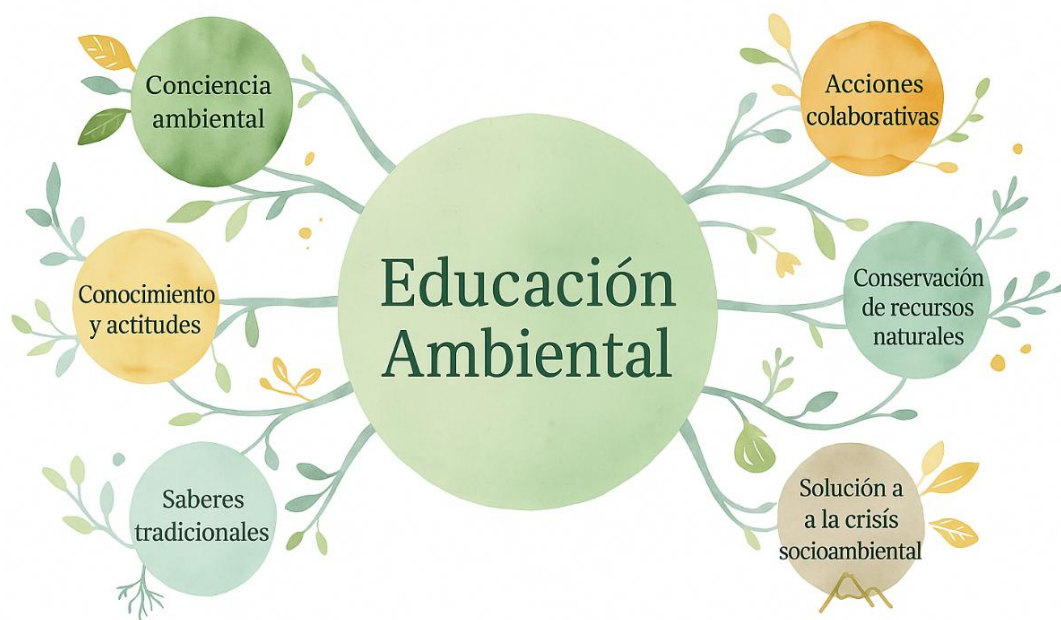 Educación
Ambiental
Conciencia
ambiental
Conocimiento
y actitudes
Saberes
tradicionales
Acciones
colaborativas
Conservación
de recursos
naturales
Solución a
a la crisís
socioambiental